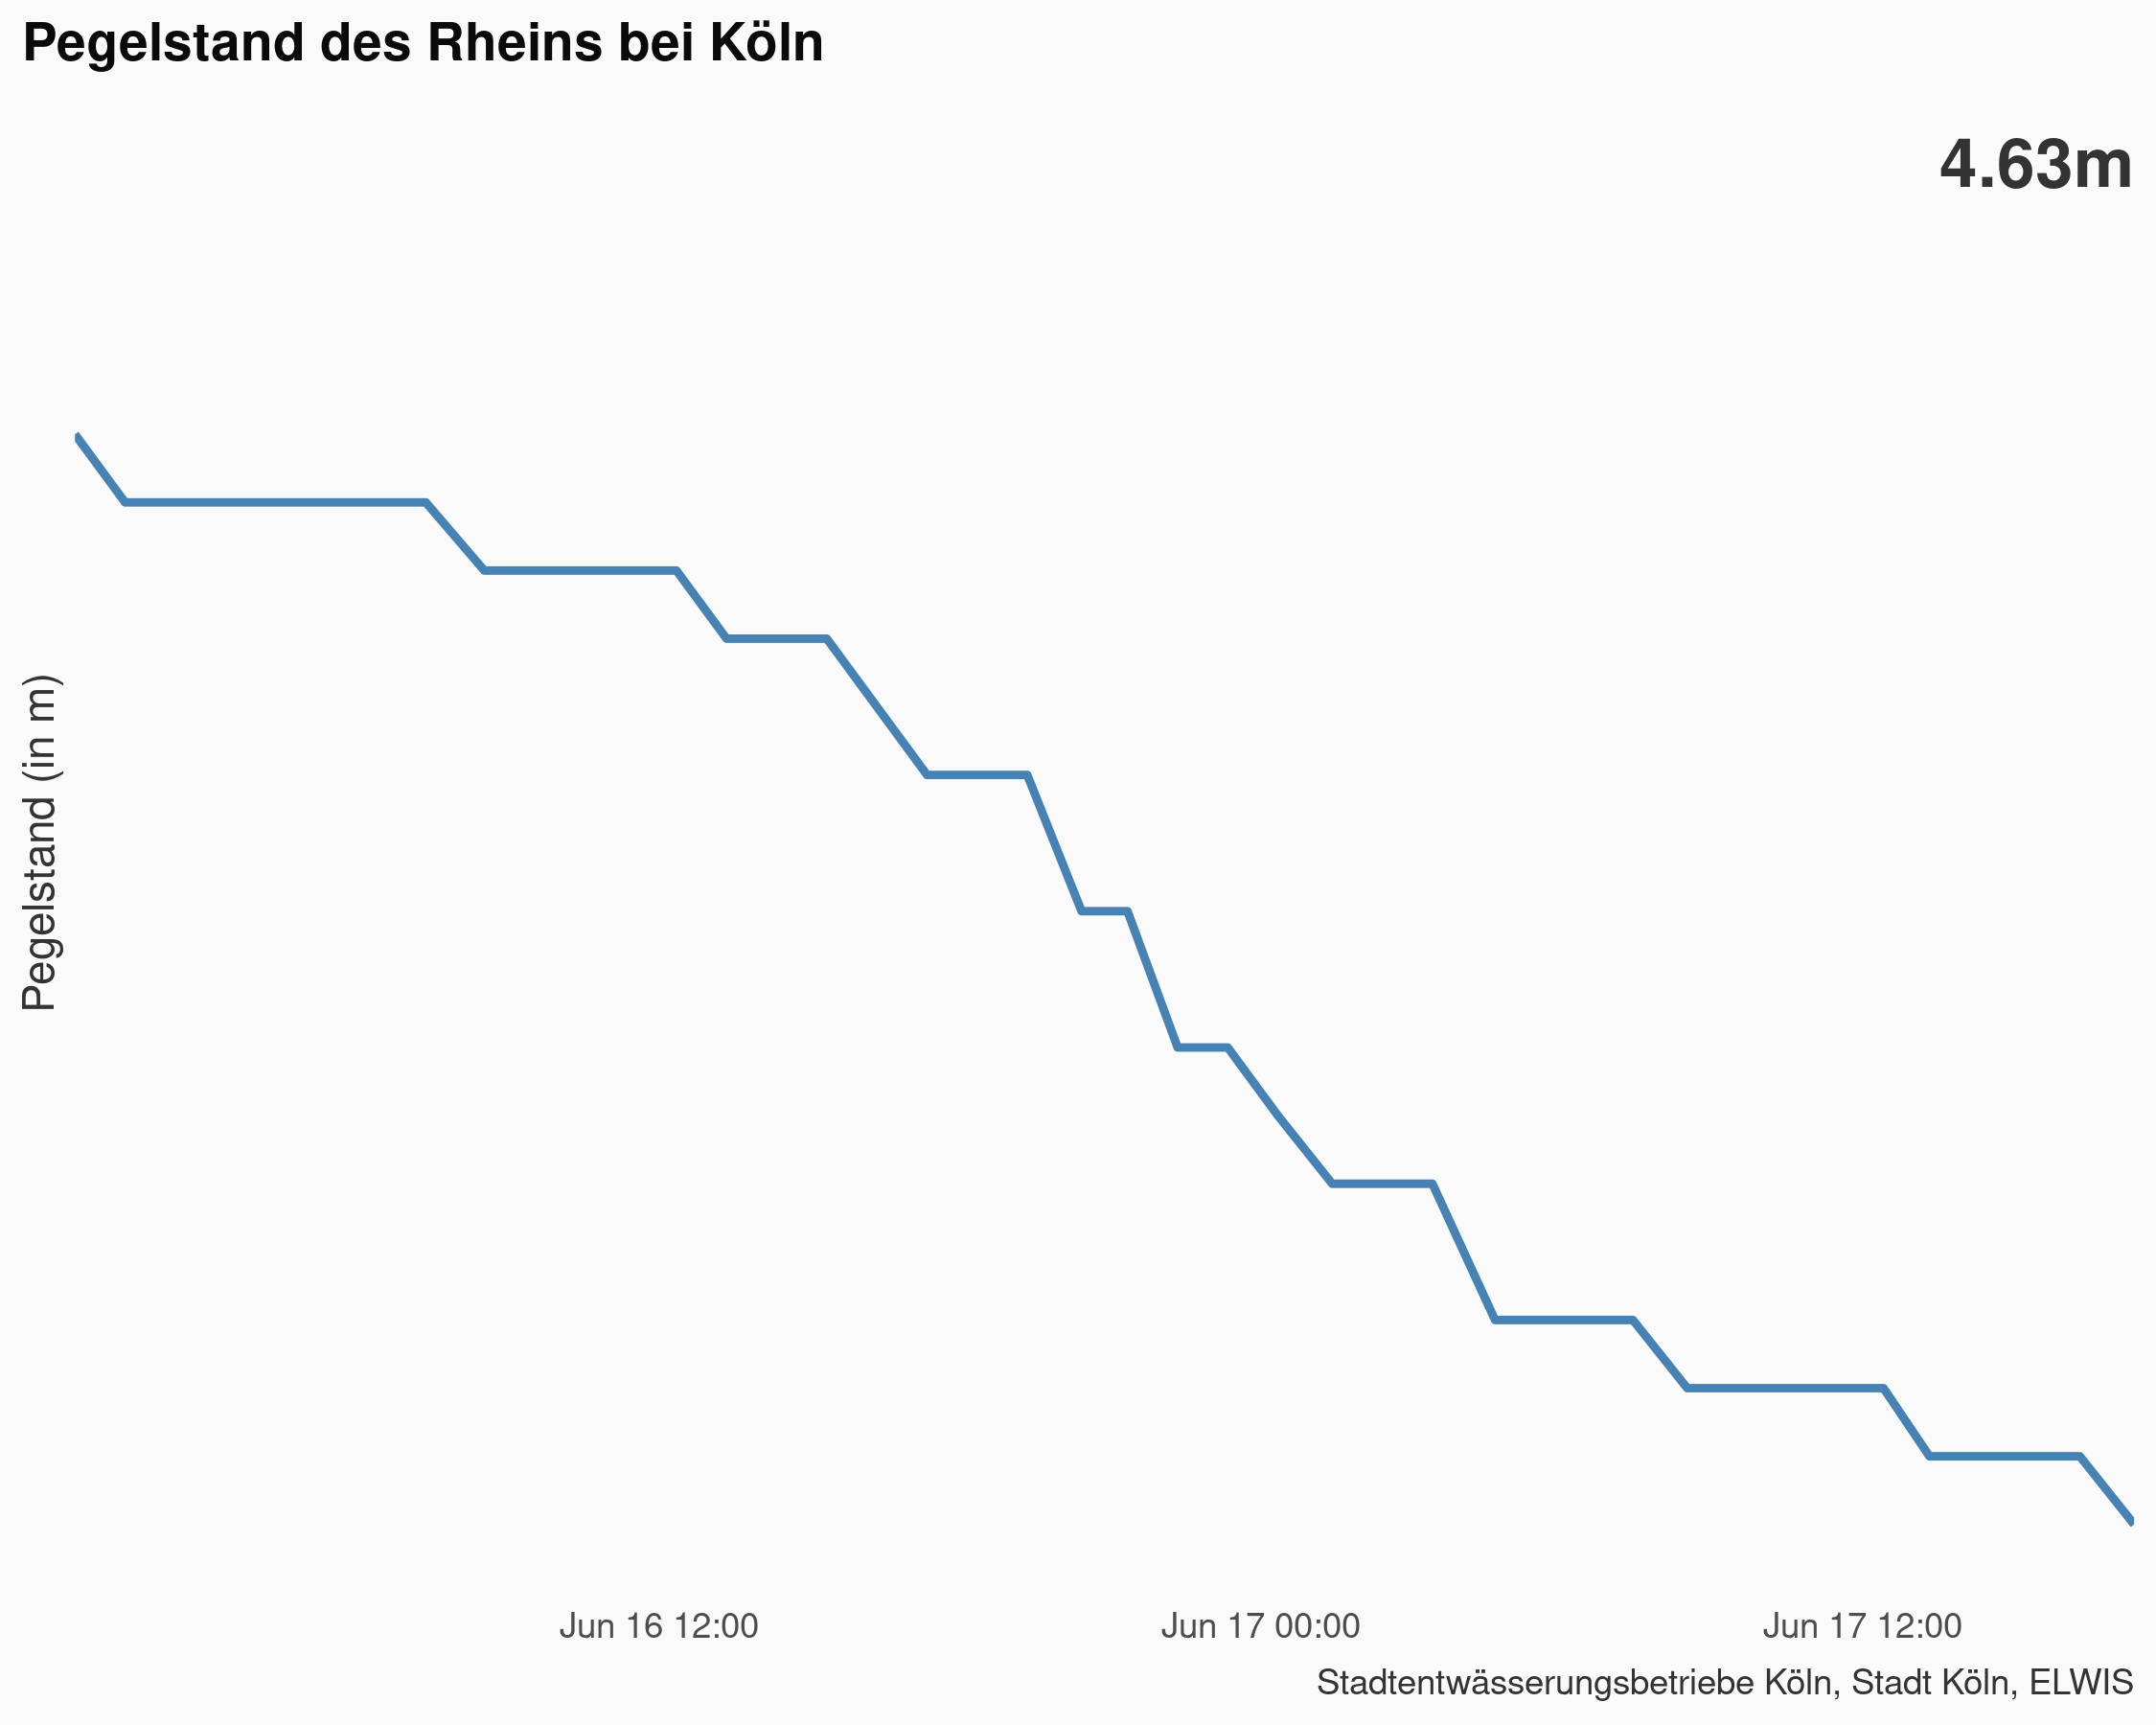 Pegelstand des Rheins bei Köln
4.63m
Pegelstand (in m)
Jun 16 12:00 Jun 17 00:00 Jun 17 12:00
Stadtentwässerungsbetriebe Köln, Stadt Köln, ELWIS